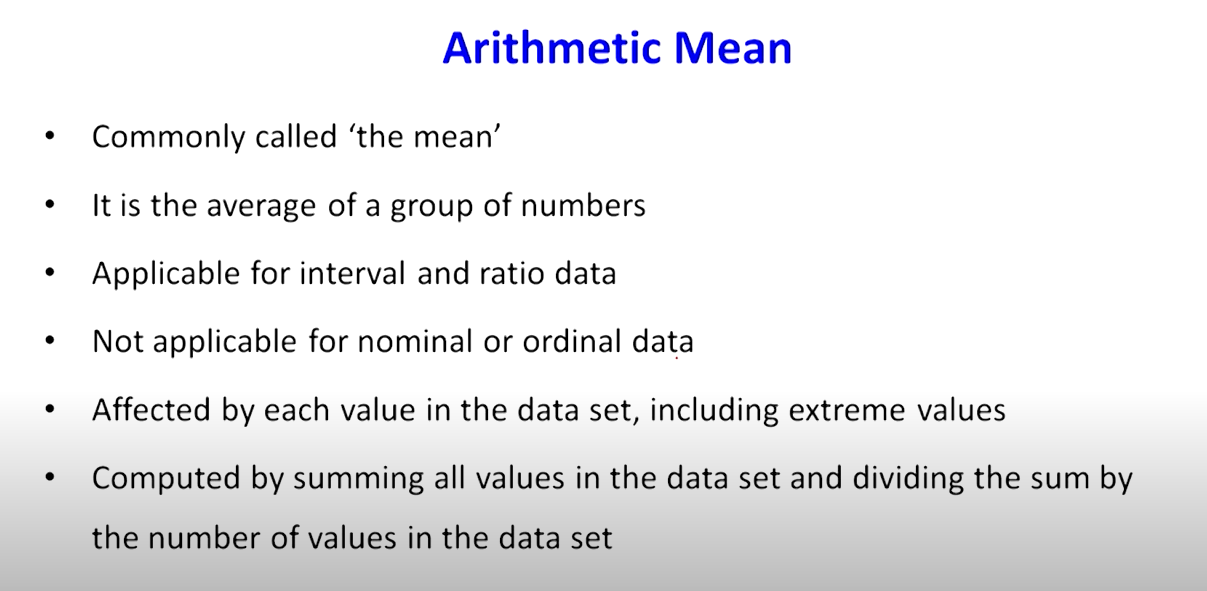 Arithmetic Mean
• Commonly called ‘the mean’
• It is the average of a group of numbers
• Applicable for interval and ratio data
• Not applicable for nominal or ordinal data
• Affected by each value in the data set, including extreme values
• Computed by summing all values in the data set and dividing the sum by
the number of values in the data set